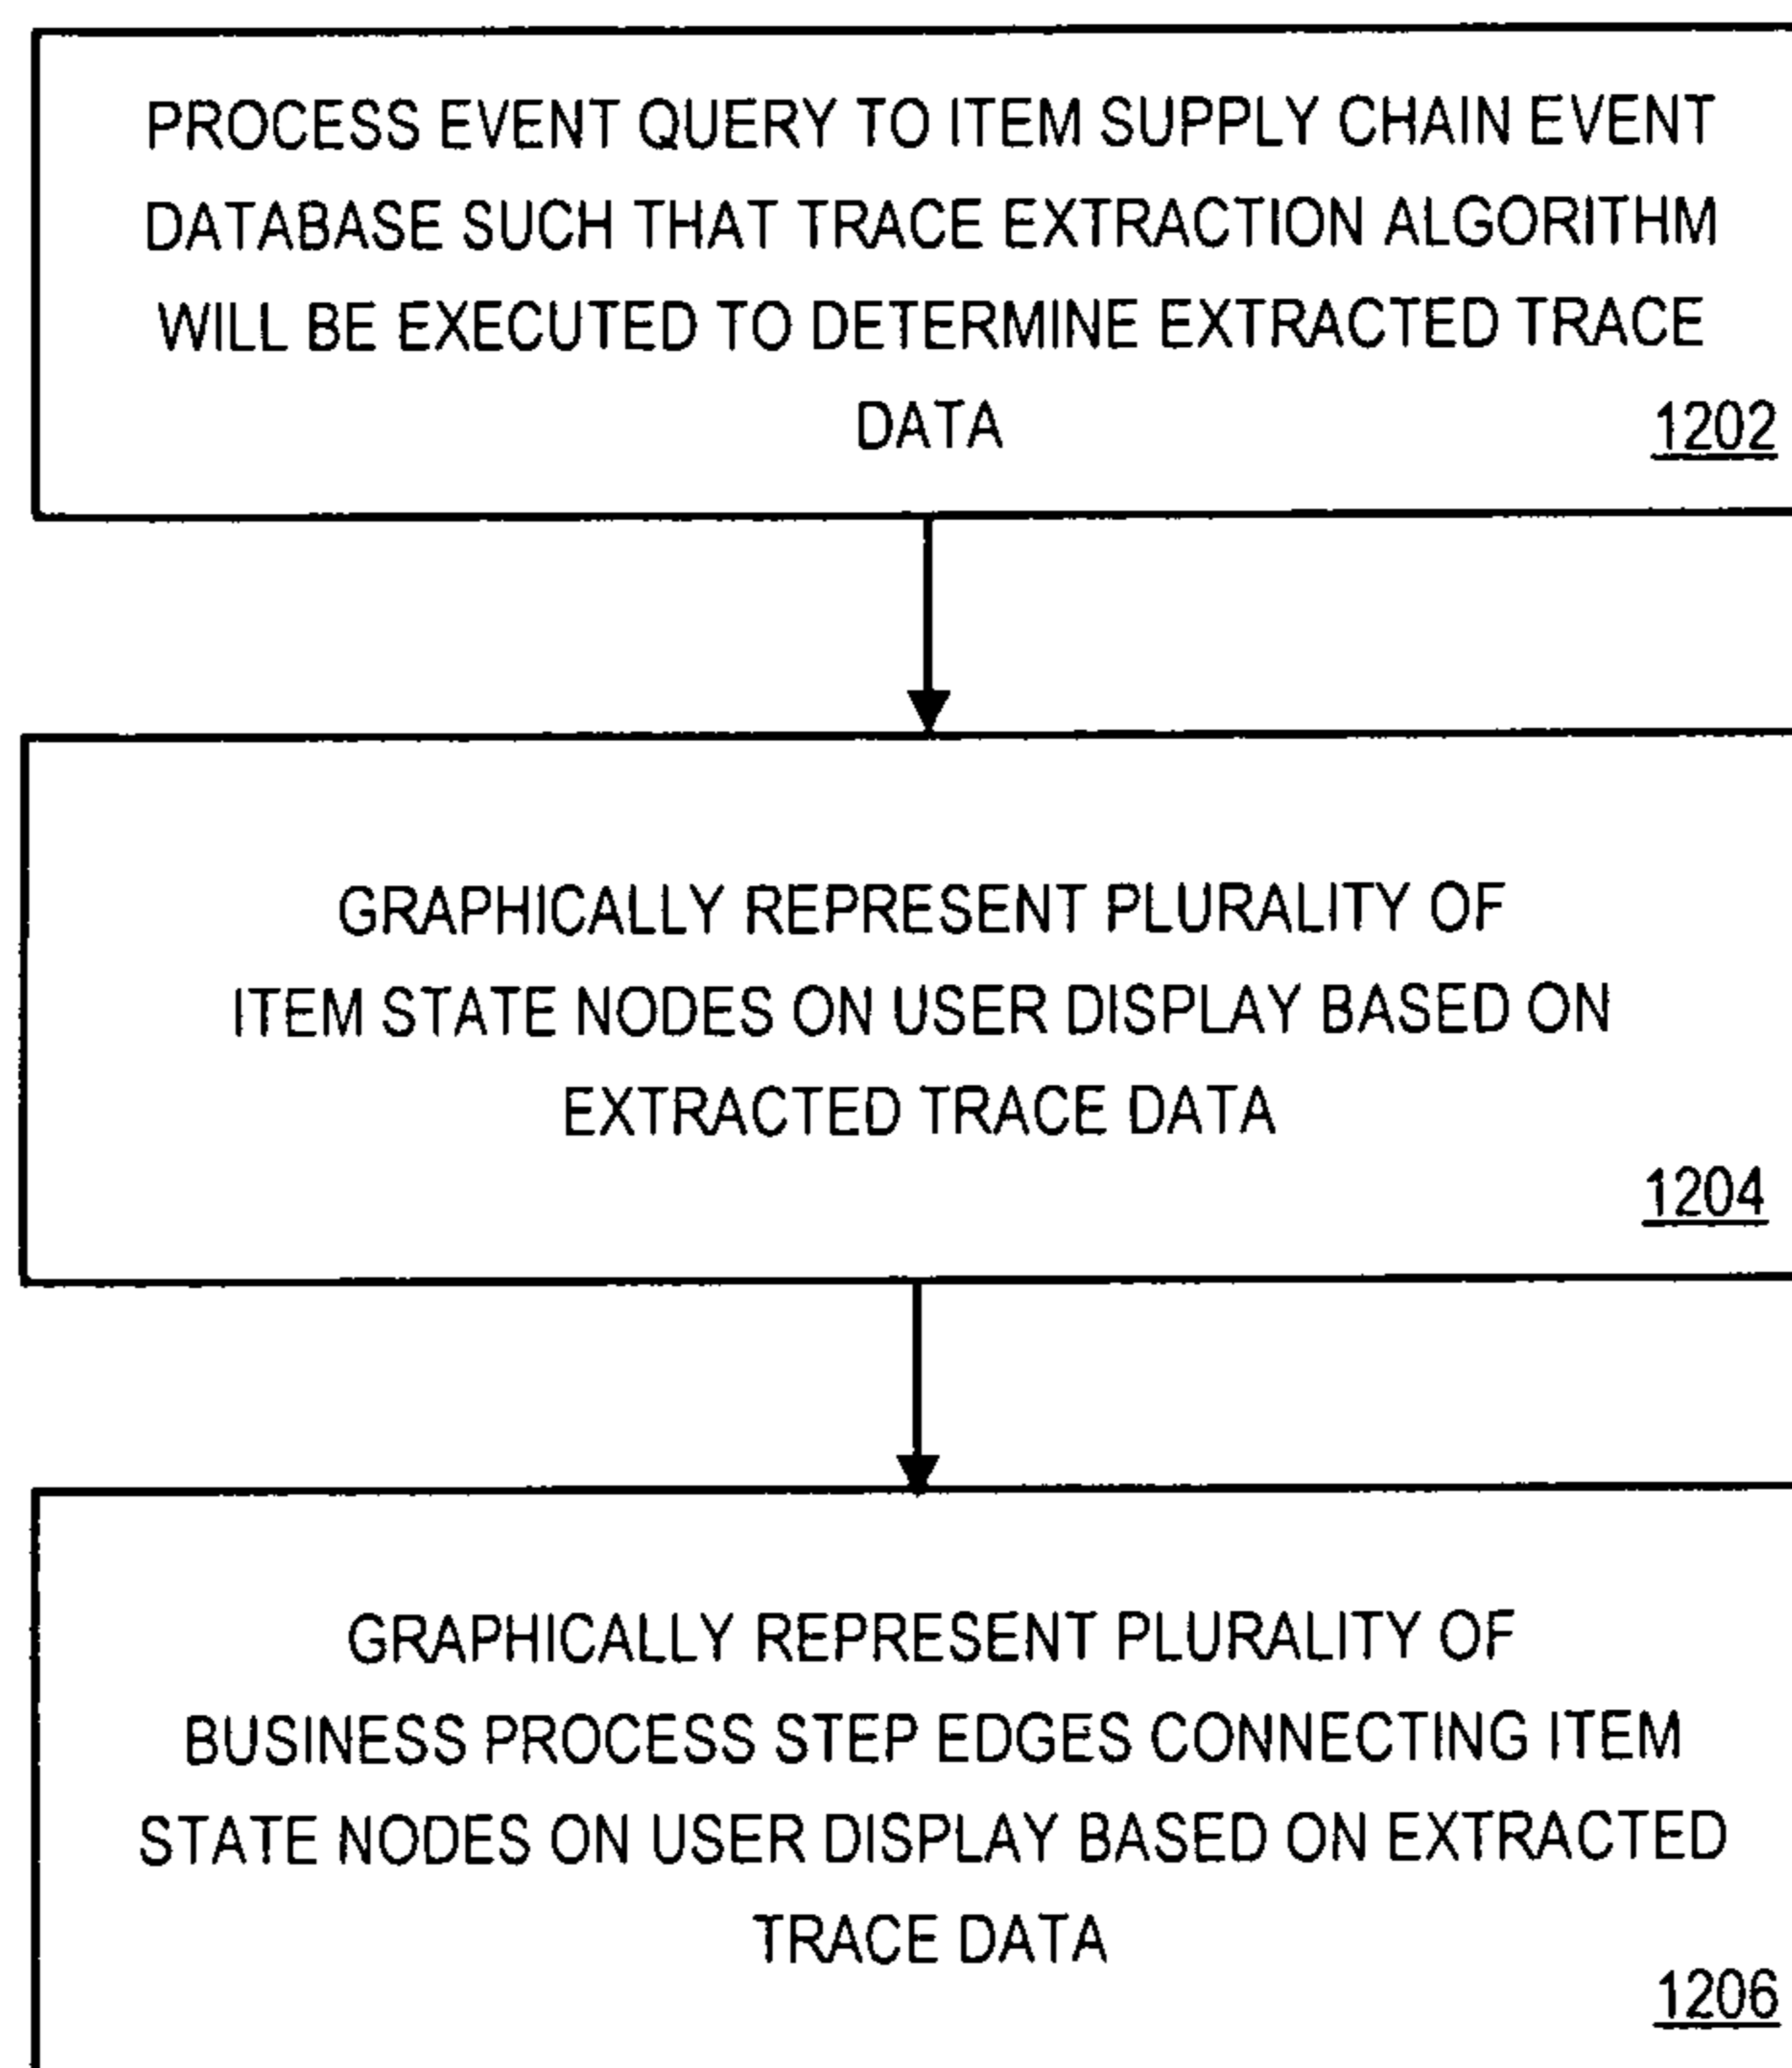 PROCESS EVENT QUERY TO ITEM SUPPLY CHAIN EVENT
DATABASE SUCH THAT TRACE EXTRACTION ALGORITHM
WILL BE EXECUTED TO DETERMINE EXTRACTED TRACE
DATA
1202
GRAPHICALLY REPRESENT PLURALITY OF
ITEM STATE NODES ON USER DISPLAY BASED ON
EXTRACTED TRACE DATA
1204
GRAPHICALLY REPRESENT PLURALITY OF
BUSINESS PROCESS STEP EDGES CONNECTING ITEM
STATE NODES ON USER DISPLAY BASED ON EXTRACTED
TRACE DATA
1206